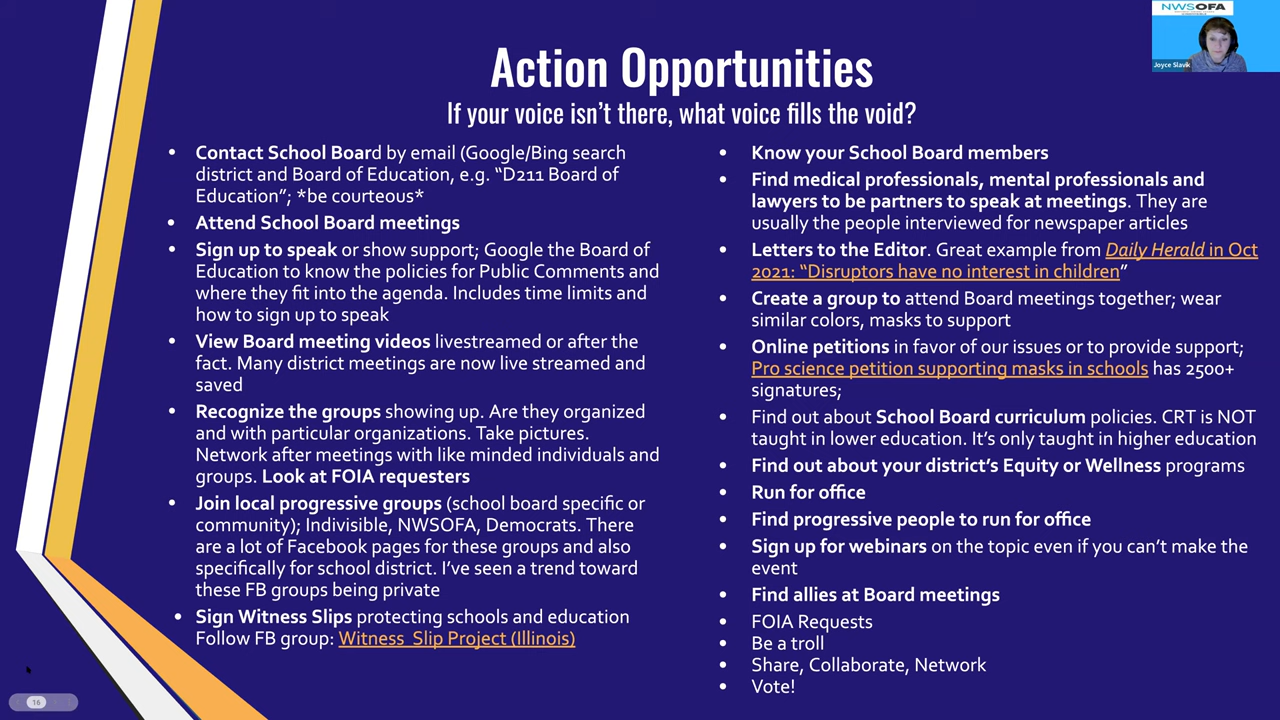 NWSOFA
Joyce Slavik
Action Opportunities
If your voice isn't there, what voice fills the void?
• Contact School Board by email (Google/Bing search
district and Board of Education, e.g. "D211 Board of
Education"; *be courteous*
• Attend School Board meetings
• Sign up to speak or show support; Google the Board of
Education to know the policies for Public Comments and
where they fit into the agenda. Includes time limits and
how to sign up to speak
• View Board meeting videos livestreamed or after the
fact. Many district meetings are now live streamed and
saved
• Recognize the groups showing up. Are they organized
and with particular organizations. Take pictures.
Network after meetings with like minded individuals and
groups. Look at FOIA requesters
• Join local progressive groups (school board specific or
community); Indivisible, NWSOFA, Democrats. There
are a lot of Facebook pages for these groups and also
specifically for school district. I've seen a trend toward
these FB groups being private
• Sign Witness Slips protecting schools and education
Follow FB group: Witness Slip Project (Illinois)
• Know your School Board members
• Find medical professionals, mental professionals and
lawyers to be partners to speak at meetings. They are
usually the people interviewed for newspaper articles
• Letters to the Editor. Great example from Daily Herald in Oct
2021: "Disruptors have no interest in children"
• Create a group to attend Board meetings together; wear
similar colors, masks to support
• Online petitions in favor of our issues or to provide support;
Pro science petition supporting masks in schools has 2500+
signatures;
• Find out about School Board curriculum policies. CRT is NOT
taught in lower education. It's only taught in higher education
• Find out about your district's Equity or Wellness programs
• Run for office
• Find progressive people to run for office
• Sign up for webinars on the topic even if you can't make the
event
• Find allies at Board meetings
• FOIA Requests
• Be a troll
• Share, Collaborate, Network
• Vote!
16